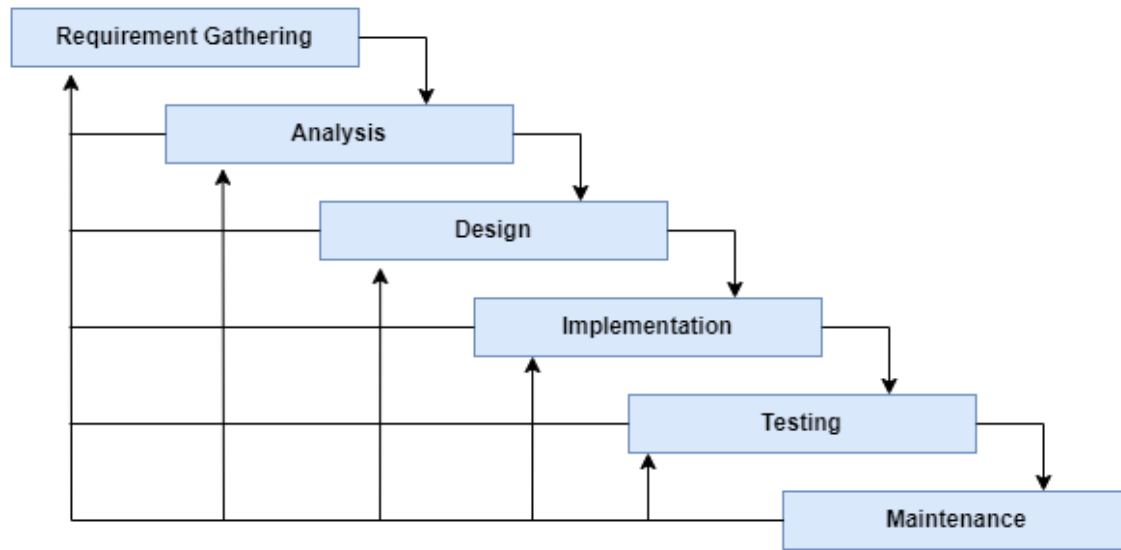 Requirement Gathering
Analysis
Design
Implementation
Testing
Maintenance